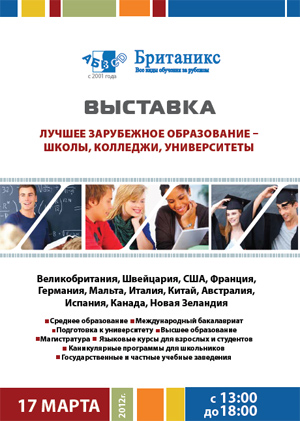 АБВ
Британикс
Все виды обучения за рубежом
с 2001 года
ВЫСТАВКА
ЛУЧШЕЕ ЗАРУБЕЖНОЕ ОБРАЗОВАНИЕ –
ШКОЛЫ, КОЛЛЕДЖИ, УНИВЕРСИТЕТЫ
Великобритания, Швейцария, США, Франция,
Германия, Мальта, Италия, Китай, Австралия,
Испания, Канада, Новая Зеландия
▪Среднее образование ▪Международный бакалавриат
▪Подготовка к университету ▪Высшее образование
▪Магистратура ▪Языковые курсы для взрослых и студентов
▪Каникулярные программы для школьников
▪Государственные и частные учебные заведения
17 МАРТА
2012г.
с 13:00
до 18:00